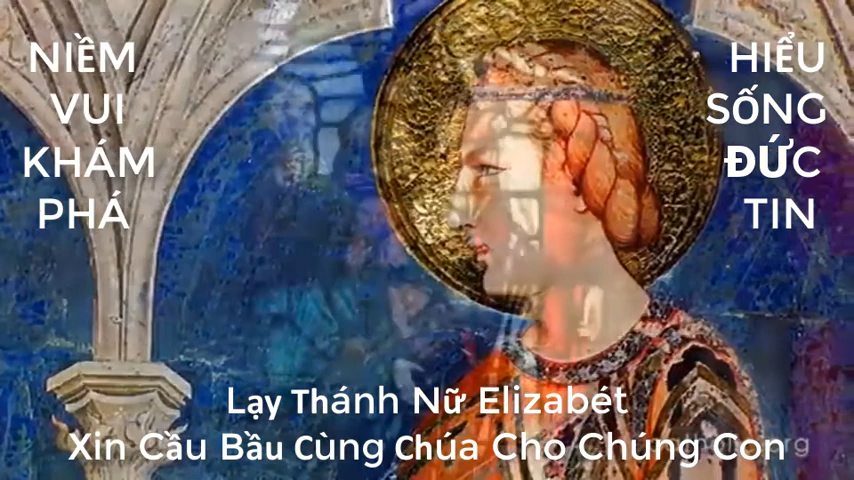 NIỀM
VUI
KHÁM
PHÁ
HIỂU
SỐNG
ĐỨC
TIN
Lạy Thánh Nữ Elizabét
Xin Cầu Bầu Cùng Chúa Cho Chúng Con